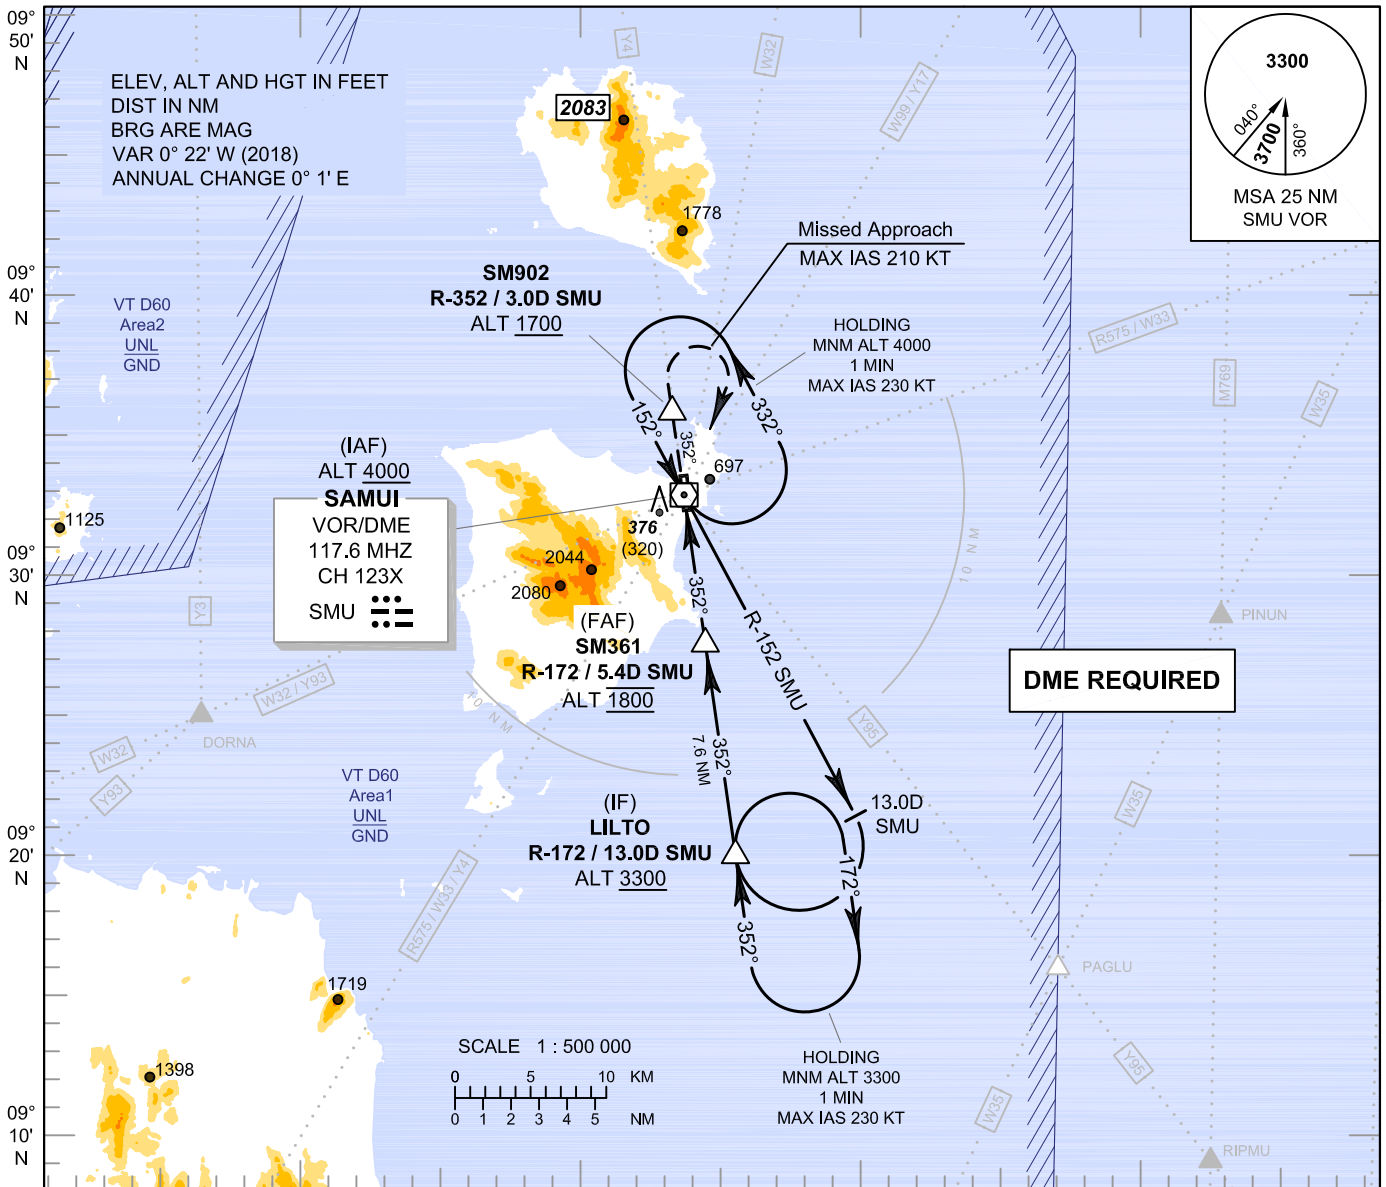 09°
50'
N
ELEV, ALT AND HGT IN FEET
DIST IN NM
BRG ARE MAG
VAR 0° 22' W (2018)
ANNUAL CHANGE 0° 1' E
Y4
W32
W99 / Y17
3300
040°
3700
360°
MSA 25 NM
SMU VOR
2083
1778
Missed Approach
MAX IAS 210 KT
09°
40'
N
VT D60
Area2
UNL
GND
SM902
R-352 / 3.0D SMU
ALT 1700
HOLDING
MNM ALT 4000
1 MIN
MAX IAS 230 KT
R575 / W33
M769
W35
152°
352°
332°
697
(IAF)
ALT 4000
SAMUI
VOR/DME
117.6 MHZ
CH 123X
SMU
1125
376
(320)
2044
2080
10 NM
09°
30'
N
Y3
352°
R-152 SMU
PINUN
(FAF)
SM361
R-172 / 5.4D SMU
ALT 1800
DME REQUIRED
W32 / Y93
10 NM
DORNA
W32
Y93
Y95
352°
7.6 NM
VT D60
Area1
UNL
GND
(IF)
LILTO
R-172 / 13.0D SMU
ALT 3300
13.0D
SMU
W35
09°
20'
N
172°
352°
R575 / W33 / Y4
PAGLU
1719
SCALE 1 : 500 000
0 5 10 KM
0 1 2 3 4 5 NM
HOLDING
MNM ALT 3300
1 MIN
MAX IAS 230 KT
1398
Y95
W35
09°
10'
N
RIPMU